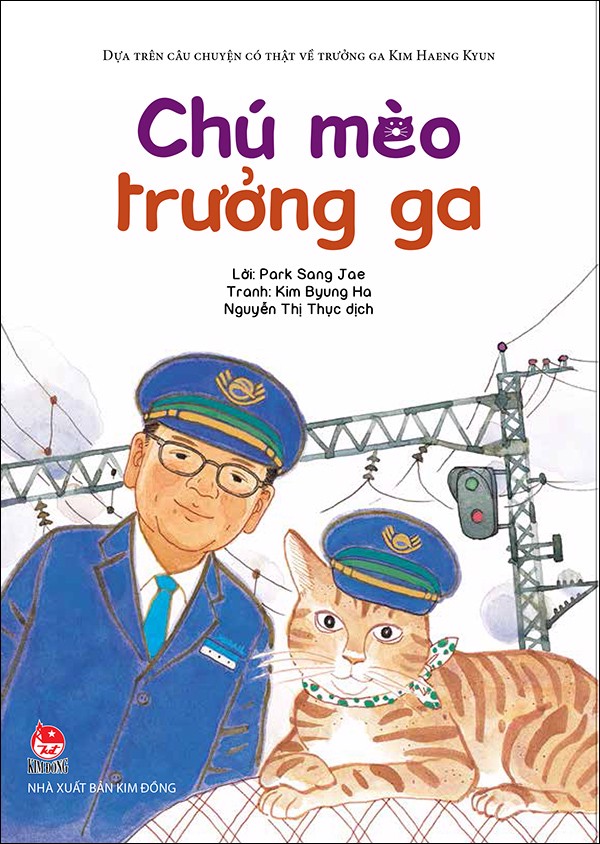 DỰA TRÊN CÂU CHUYỆN CÓ THẬT VỀ TRƯỞNG GA KIM HAENG KYUN
Chú mèo
trưởng ga
Lời: Park Sang Jae
Tranh: Kim Byung Ha
Nguyễn Thị Thục dịch
KIM ĐỒNG
NHÀ XUẤT BẢN KIM ĐỒNG